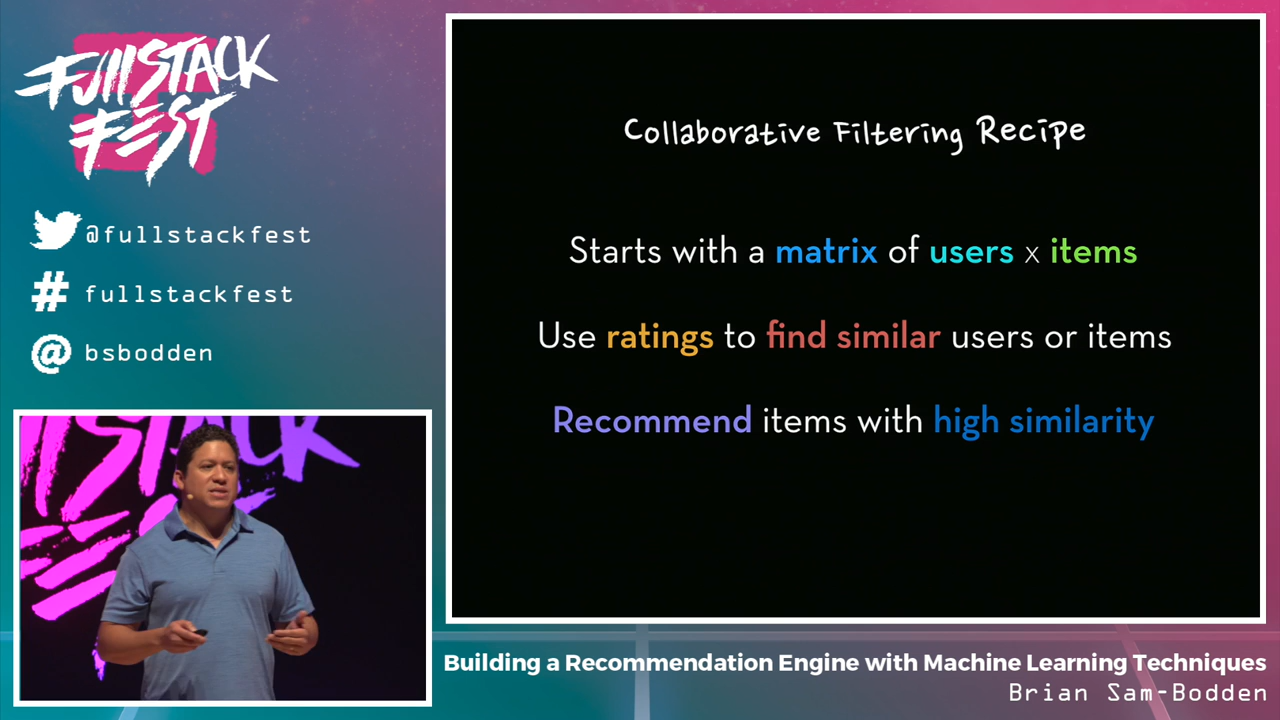 FullStack
Fest
@fullstackfest
# fullstackfest
@ bsbodden
Collaborative Filtering Recipe
Starts with a matrix of users x items
Use ratings to find similar users or items
Recommend items with high similarity
Building a Recommendation Engine with Machine Learning Techniques
Brian Sam-Bodden